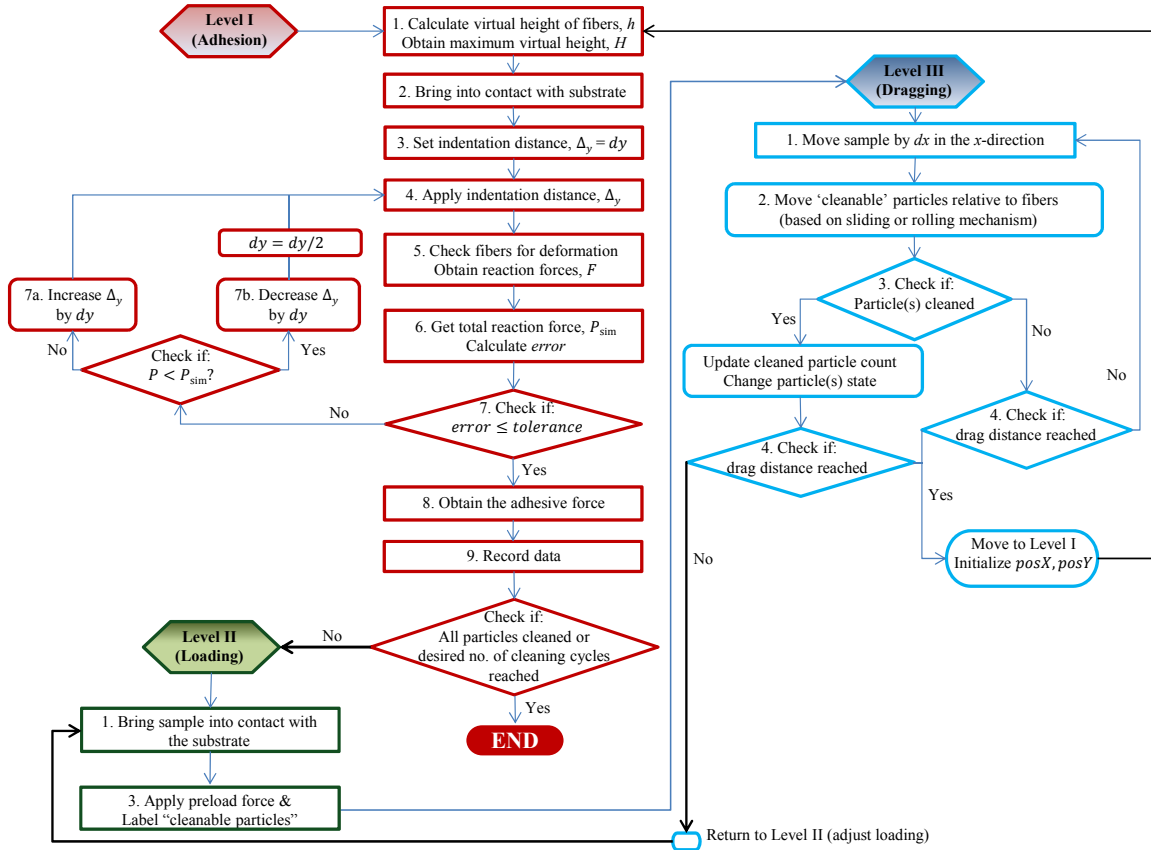 Level I
(Adhesion)
1. Calculate virtual height of fibers, h
Obtain maximum virtual height, H
2. Bring into contact with substrate
3. Set indentation distance, Δy = dy
4. Apply indentation distance, Δy
dy = dy/2
5. Check fibers for deformation
Obtain reaction forces, F
7a. Increase Δy
by dy
7b. Decrease Δy
by dy
6. Get total reaction force, Psim
Calculate error
No
Yes
Check if:
P < Psim?
No
7. Check if:
error ≤ tolerance
Yes
8. Obtain the adhesive force
9. Record data
Check if:
All particles cleaned or
desired no. of cleaning cycles
reached
No
Yes
END
Level II
(Loading)
1. Bring sample into contact with
the substrate
3. Apply preload force &
Label “cleanable particles”
Level III
(Dragging)
1. Move sample by dx in the x-direction
2. Move ‘cleanable’ particles relative to fibers
(based on sliding or rolling mechanism)
3. Check if:
Particle(s) cleaned
Yes
No
Update cleaned particle count
Change particle(s) state
No
4. Check if:
drag distance reached
4. Check if:
drag distance reached
Yes
No
Move to Level I
Initialize posX, posY
Return to Level II (adjust loading)